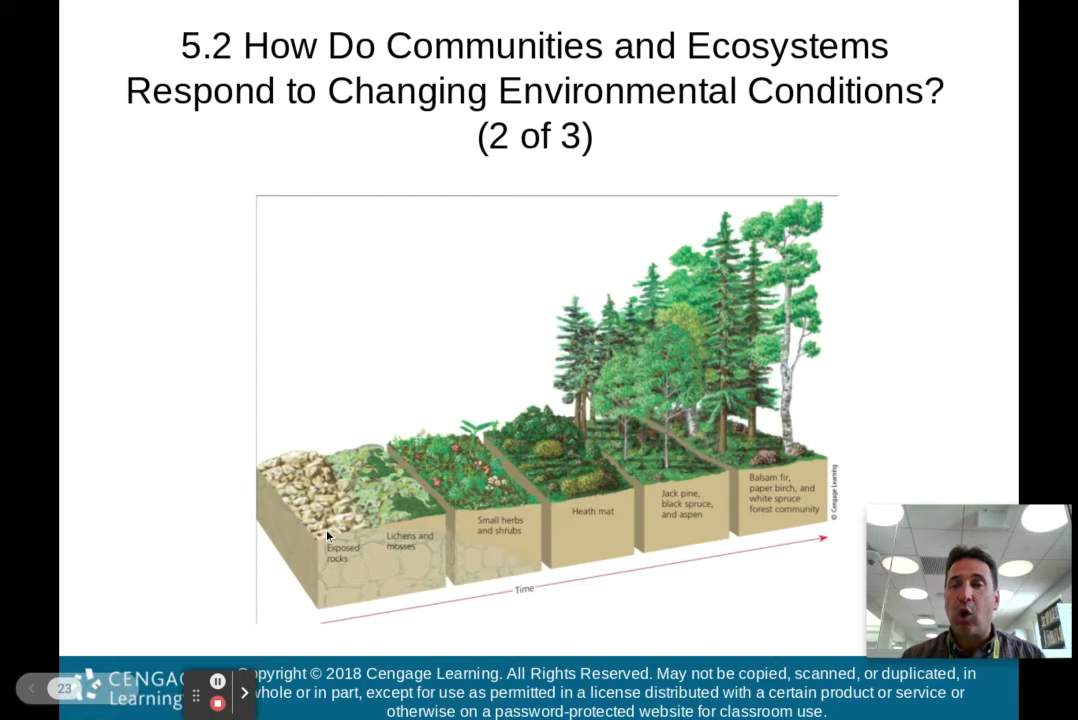 5.2 How Do Communities and Ecosystems
Respond to Changing Environmental Conditions?
(2 of 3)
Exposed
rocks
Lichens and
mosses
Small herbs
and shrubs
Heath mat
Jack pine,
black spruce,
and aspen
Balsam fir,
paper birch, and
white spruce
forest community
© Cengage Learning
Time
23
CENGAGE
Learning
Copyright © 2018 Cengage Learning. All Rights Reserved. May not be copied, scanned, or duplicated, in
whole or in part, except for use as permitted in a license distributed with a certain product or service or
otherwise on a password-protected website for classroom use.